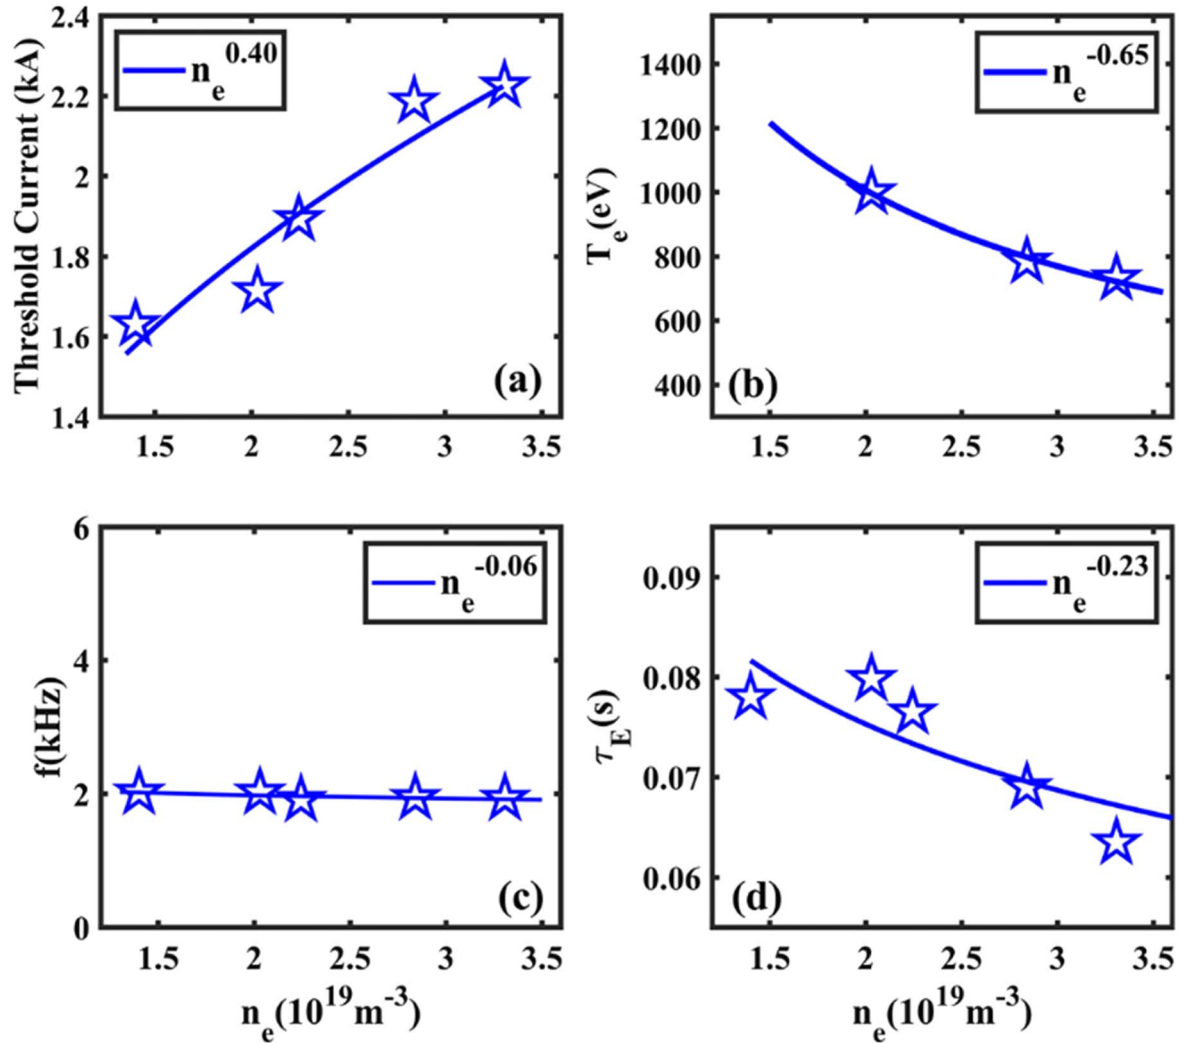 Threshold Current (kA)
2.4
2.2
2
1.8
1.6
1.4
n_e^0.40
(a)
1.5 2 2.5 3 3.5
T_e(eV)
1400
1200
1000
800
600
400
n_e^-0.65
(b)
1.5 2 2.5 3 3.5
f(kHz)
6
4
2
0
n_e^-0.06
(c)
1.5 2 2.5 3 3.5
n_e(10^19m^-3)
τ_E(s)
0.09
0.08
0.07
0.06
n_e^-0.23
(d)
1.5 2 2.5 3 3.5
n_e(10^19m^-3)